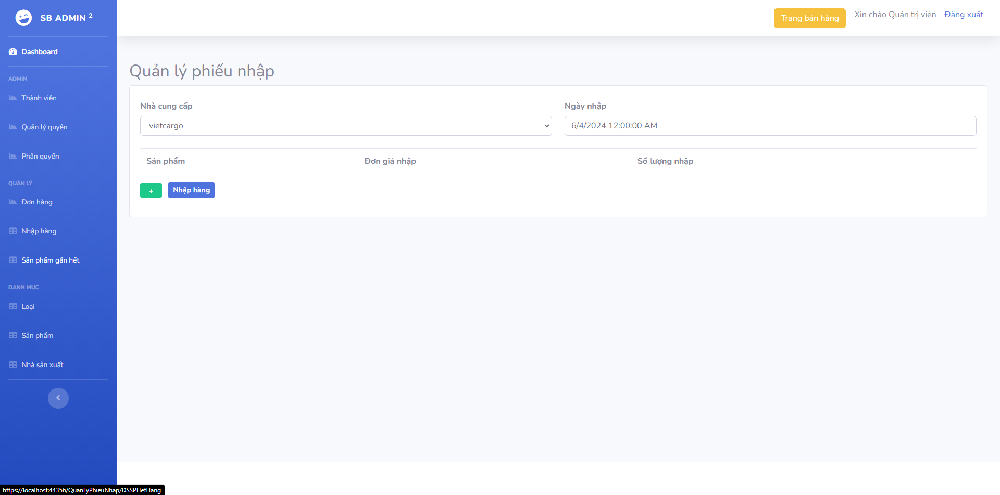 SB ADMIN 2
Trang bán hàng
Xin chào Quản trị viên
Đăng xuất
Dashboard
ADMIN
Thành viên
Quản lý quyền
Phân quyền
QUẢN LÝ
Đơn hàng
Nhập hàng
Sản phẩm gần hết
DANH MỤC
Loại
Sản phẩm
Nhà sản xuất
Quản lý phiếu nhập
Nhà cung cấp
Ngày nhập
vietcargo
6/4/2024 12:00:00 AM
Sản phẩm
Đơn giá nhập
Số lượng nhập
+
Nhập hàng
https://localhost:44356/QuanLyPhieuNhap/DSSPHetHang